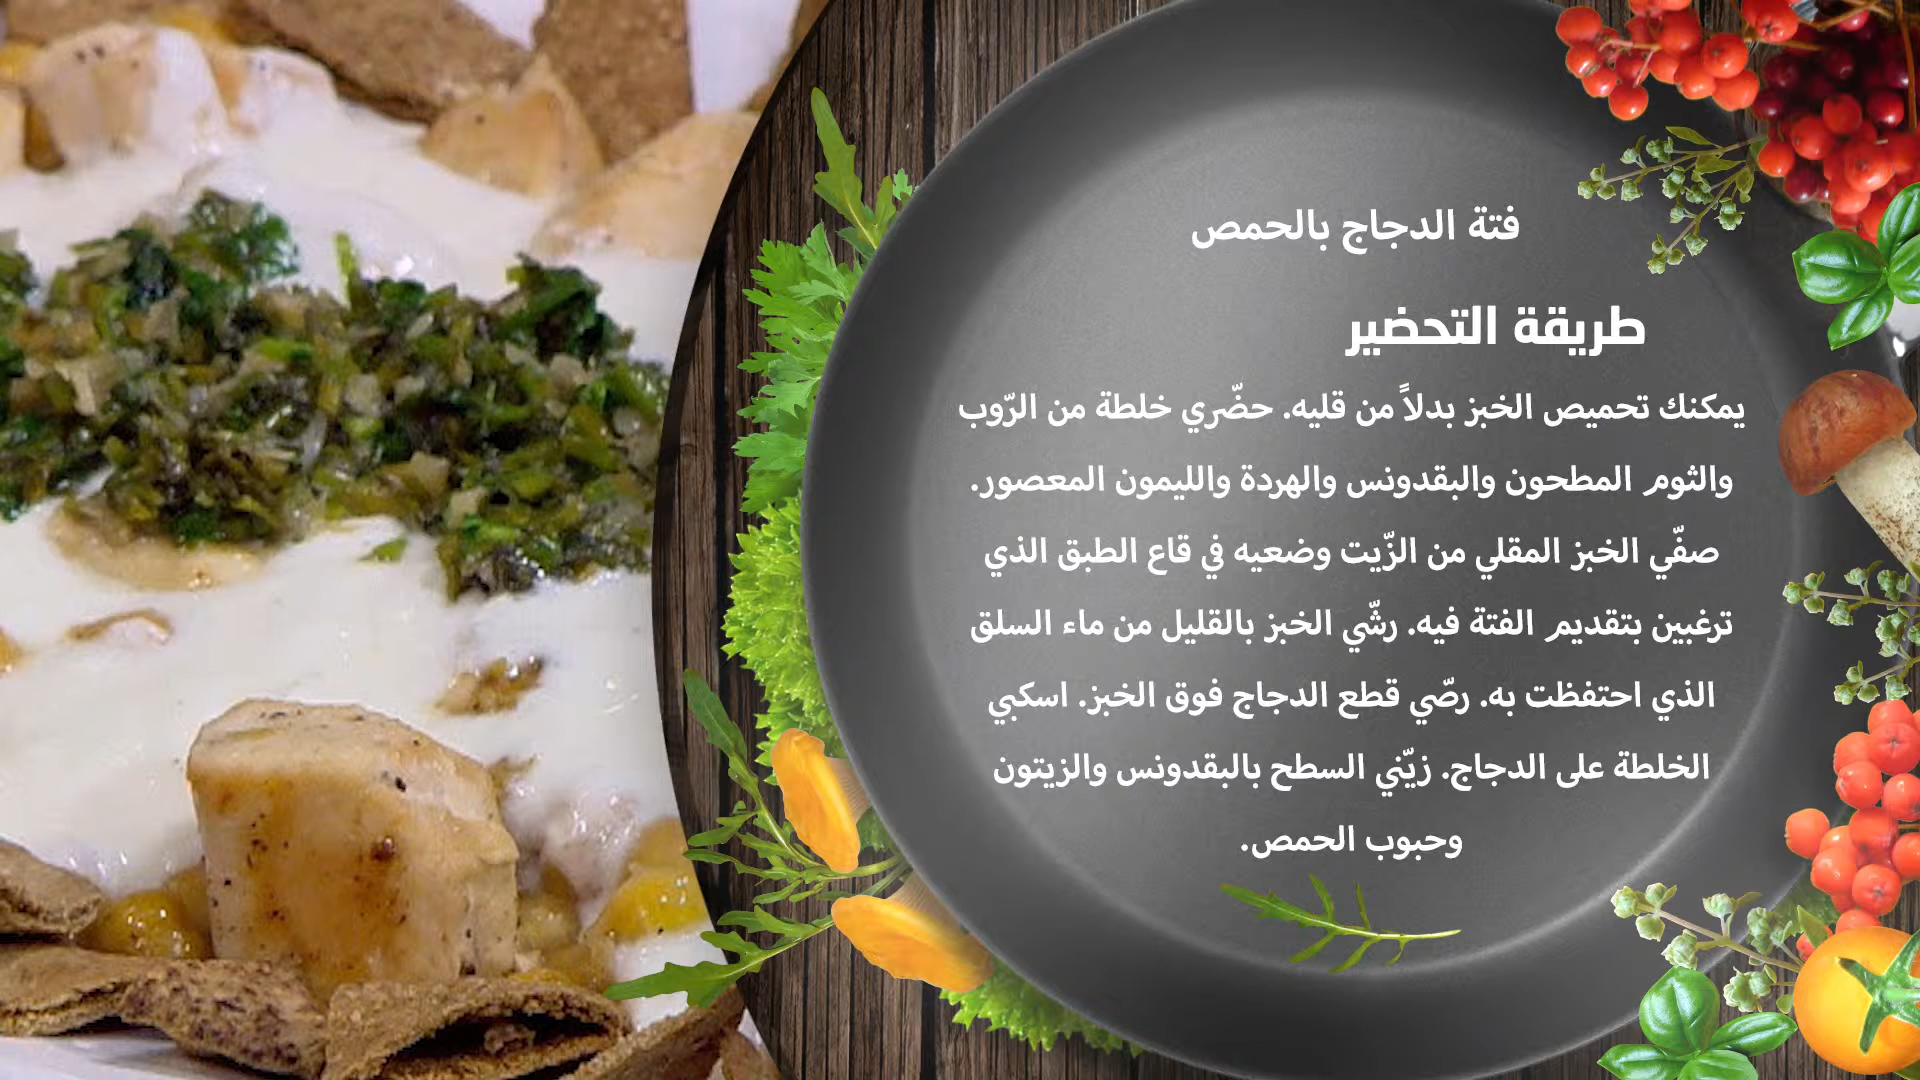 فتة الدجاج بالحمص
طريقة التحضير
يمكنك تحميص الخبز بدلاً من قليه. حضّري خلطة من الرّوب
والثوم المطحون والبقدونس والهردة والليمون المعصور.
صفّي الخبز المقلي من الزّيت وضعيه في قاع الطبق الذي
ترغبين بتقديم الفتة فيه. رشّي الخبز بالقليل من ماء السلق
الذي احتفظت به. رصّي قطع الدجاج فوق الخبز. اسكبي
الخلطة على الدجاج. زيّني السطح بالبقدونس والزيتون
وحبوب الحمص.